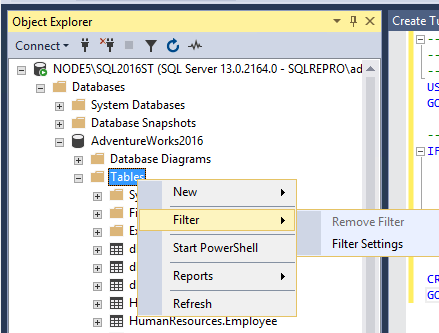 Object Explorer
Connect
NODE5\SQL2016ST (SQL Server 13.0.2164.0 - SQLREPRO\ad
Databases
System Databases
Database Snapshots
AdventureWorks2016
Database Diagrams
Tables
Sy
Fi
Ex
d
d
d
H
HumanResources.Employee
New
Filter
Start PowerShell
Reports
Refresh
Remove Filter
Filter Settings
Create Tu
--
US
GO
--
IF
CR
GO